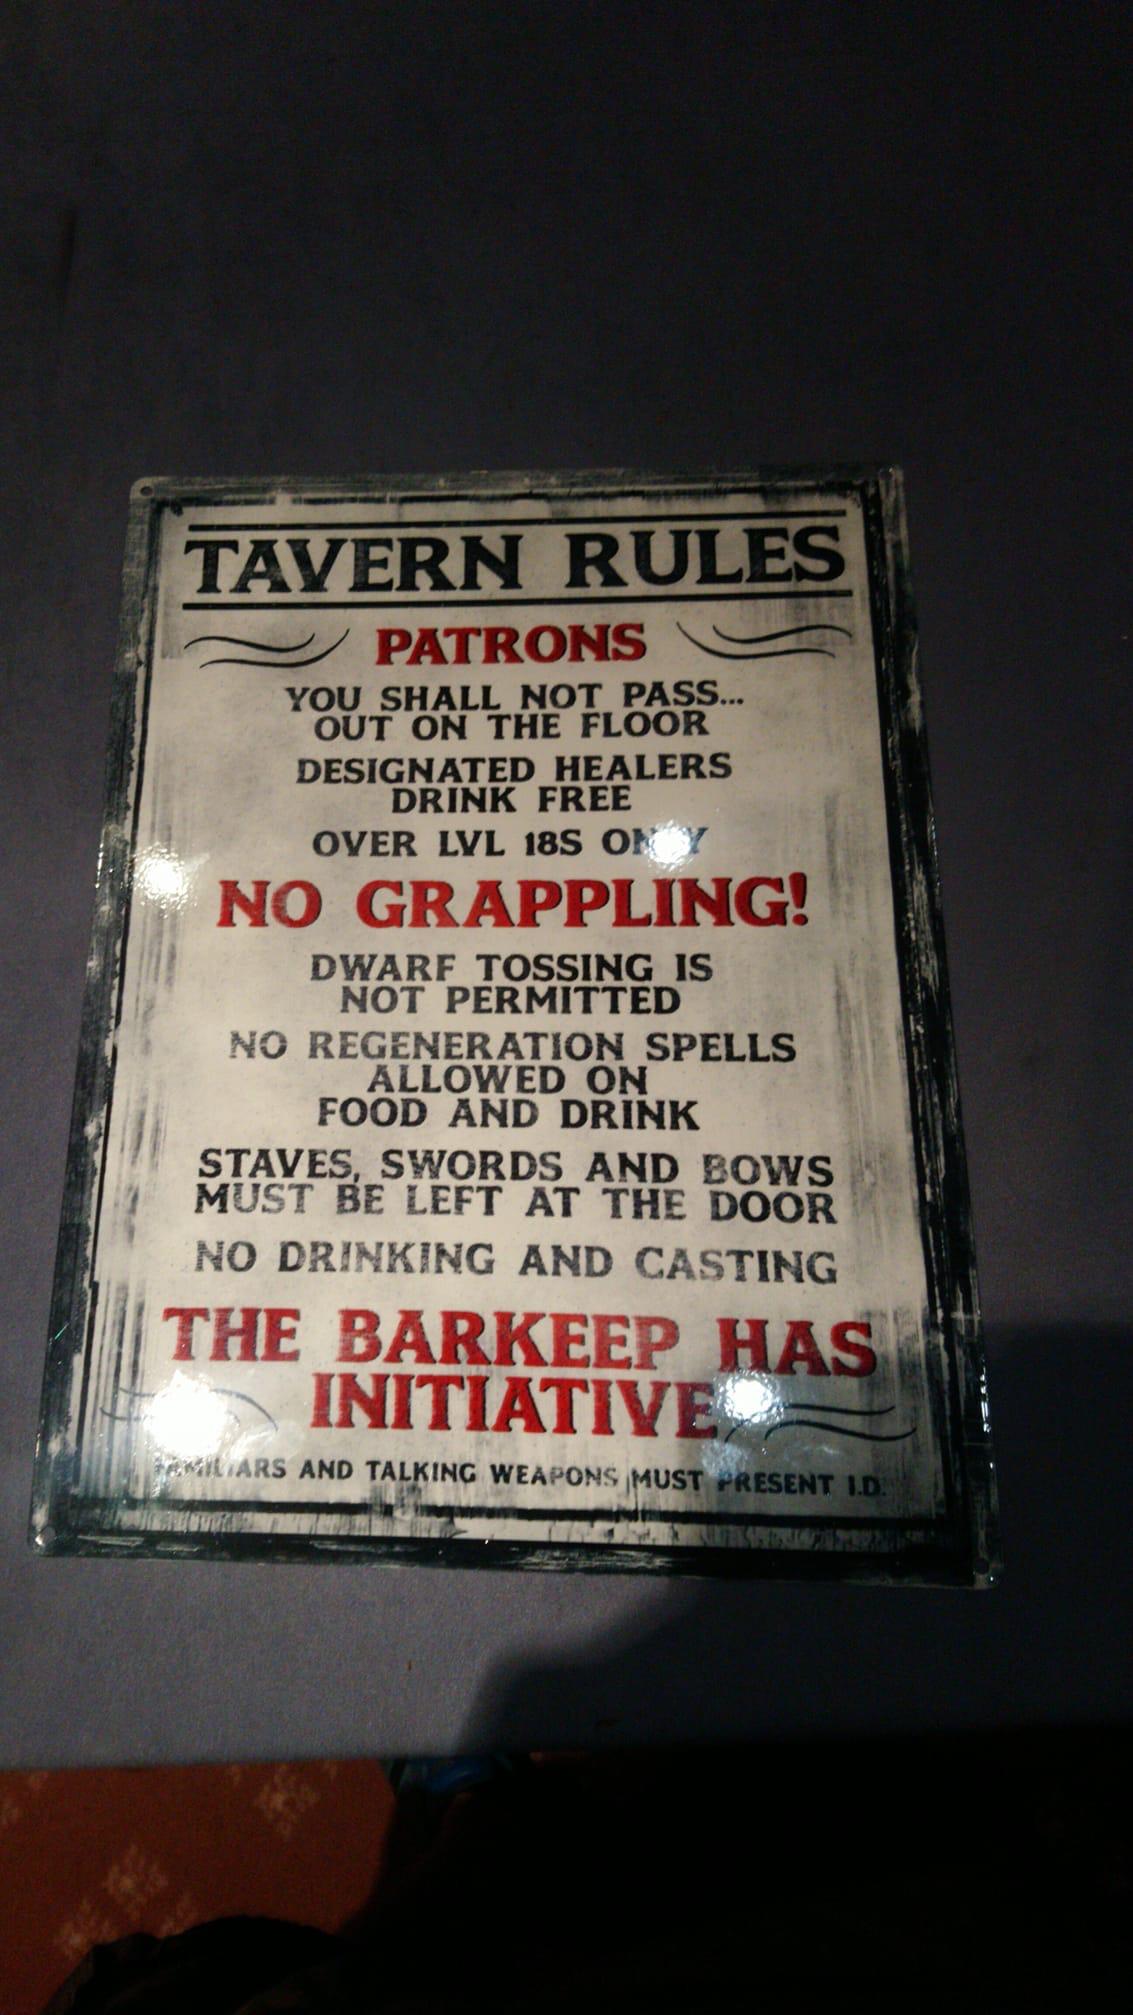 TAVERN RULES
PATRONS
YOU SHALL NOT PASS...
OUT ON THE FLOOR
DESIGNATED HEALERS
DRINK FREE
OVER LVL 18S ONLY
NO GRAPPLING!
DWARF TOSSING IS
NOT PERMITTED
NO REGENERATION SPELLS
ALLOWED ON
FOOD AND DRINK
STAVES, SWORDS AND BOWS
MUST BE LEFT AT THE DOOR
NO DRINKING AND CASTING
THE BARKEEP HAS
INITIATIVE
FAMILIARS AND TALKING WEAPONS MUST PRESENT I.D.